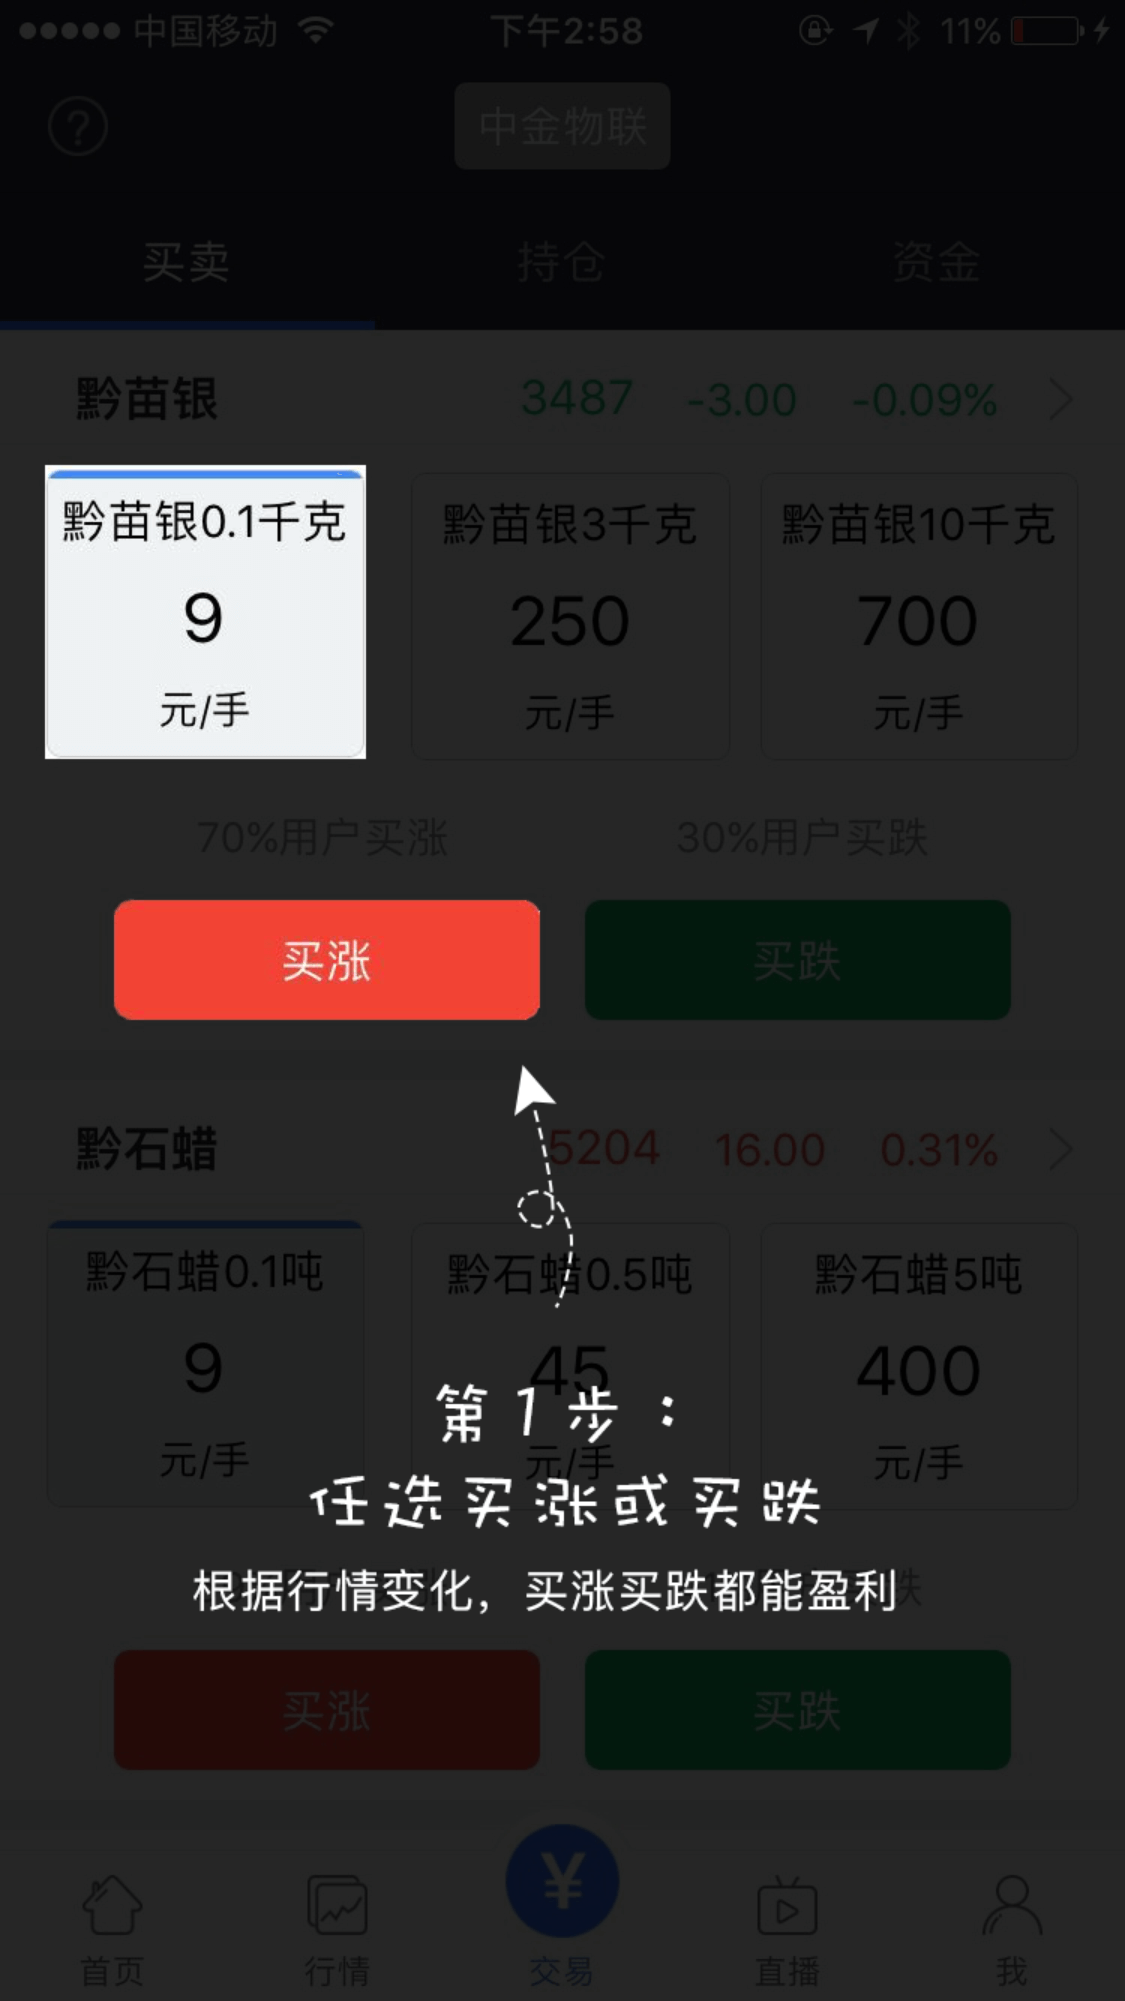 中国移动 下午2:58 11%
?
中金物联
买卖 持仓 资金
黔苗银 3487 -3.00 -0.09%
黔苗银0.1千克 黔苗银3千克 黔苗银10千克
9 250 700
元/手 元/手 元/手
70%用户买涨 30%用户买跌
买涨 买跌
黔石蜡 5204 16.00 0.31%
黔石蜡0.1吨 黔石蜡0.5吨 黔石蜡5吨
9 45 400
第1步：
元/手 元/手 元/手
任选买涨或买跌
根据行情变化，买涨买跌都能盈利
买涨 买跌
¥
首页 行情 交易 直播 我